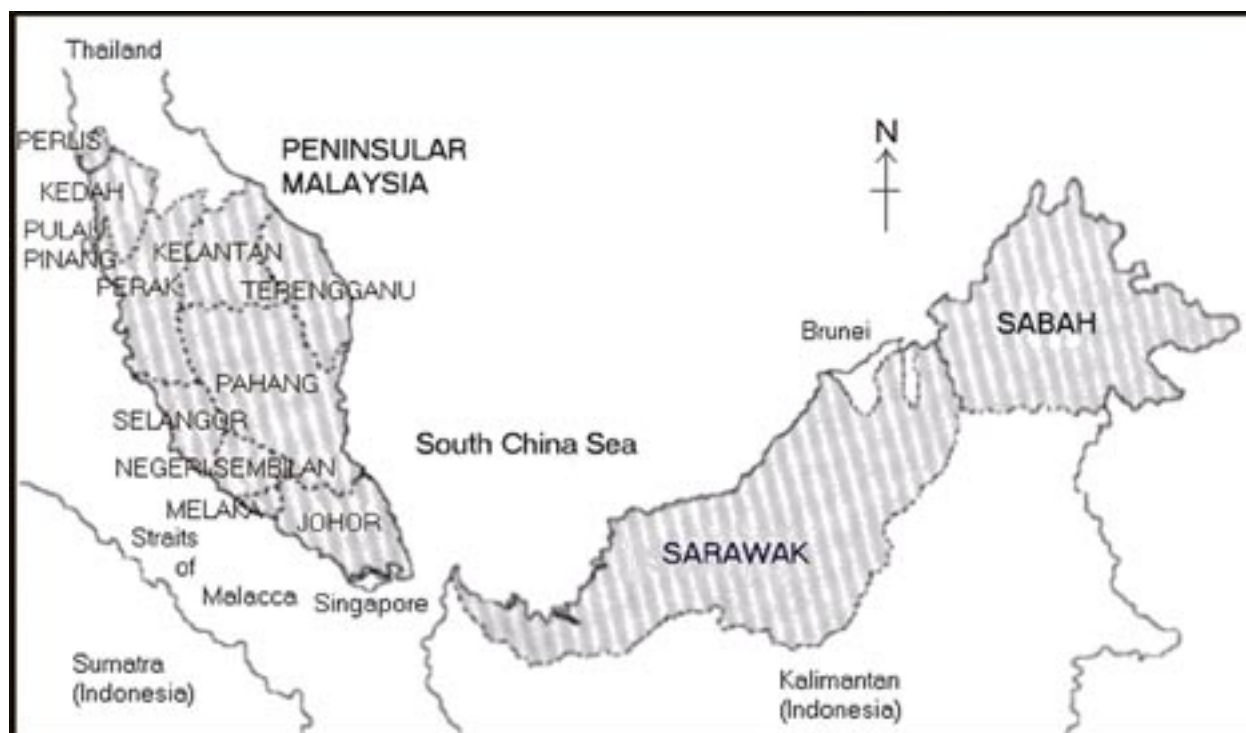 Thailand
PERLIS
PENINSULAR
MALAYSIA
N
KEDAH
PULAU
PINANG
KELANTAN
PERAK
TERENGGANU
Brunei
SABAH
PAHANG
SELANGOR
South China Sea
NEGERI SEMBILAN
MELAKA
JOHOR
Straits
of
Malacca
Singapore
SARAWAK
Sumatra
(Indonesia)
Kalimantan
(Indonesia)